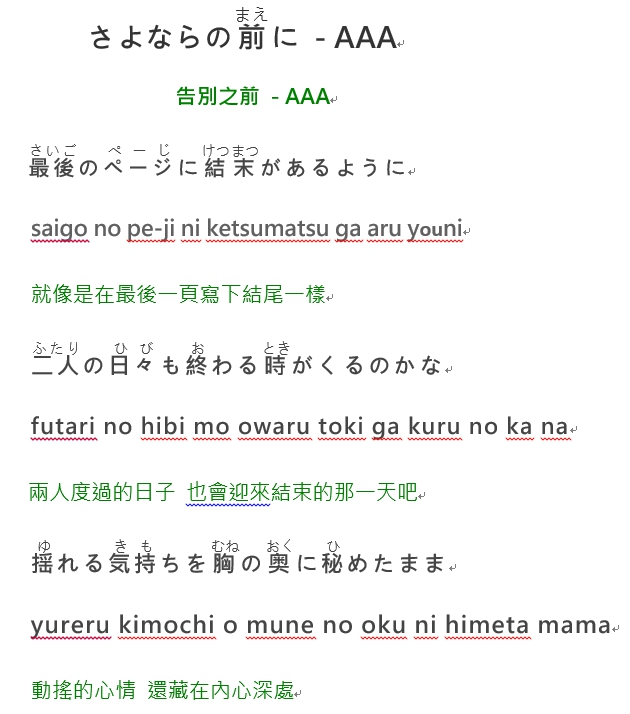 まえ
さよならの前に - AAA
告別之前 - AAA
さいご ページ けつまつ
最後のページに結末があるように
saigo no pe-ji ni ketsumatsu ga aru youni
就像是在最後一頁寫下結尾一樣
ふたり ひび お とき
二人の日々も終わる時がくるのかな
futari no hibi mo owaru toki ga kuru no ka na
兩人度過的日子 也會迎來結束的那一天吧
ゆ きも むね おく ひ
揺れる気持ちを胸の奥に秘めたまま
yureru kimochi o mune no oku ni himeta mama
動搖的心情 還藏在內心深處